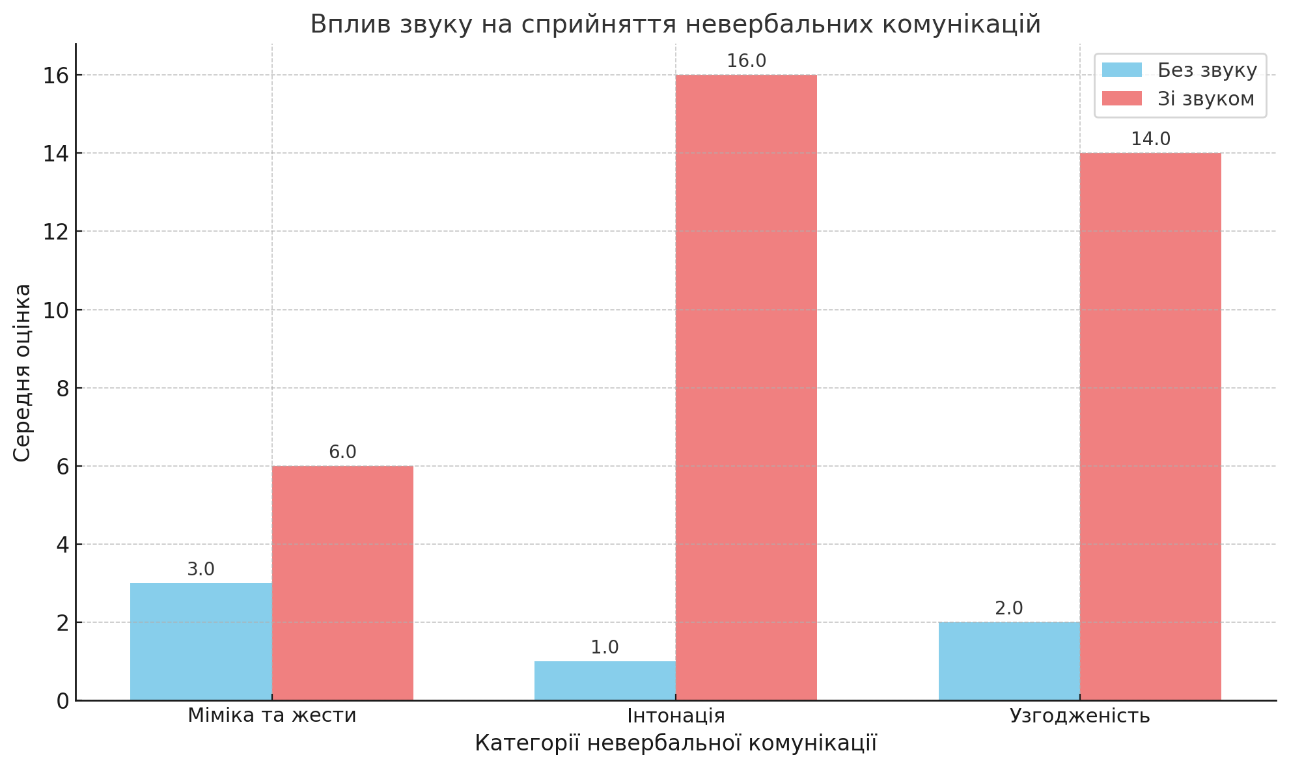 Вплив звуку на сприйняття невербальних комунікацій
Без звуку
Зі звуком
Середня оцінка
16
14
12
10
8
6
4
2
0
3.0
6.0
1.0
16.0
2.0
14.0
Міміка та жести
Інтонація
Узгодженість
Категорії невербальної комунікації